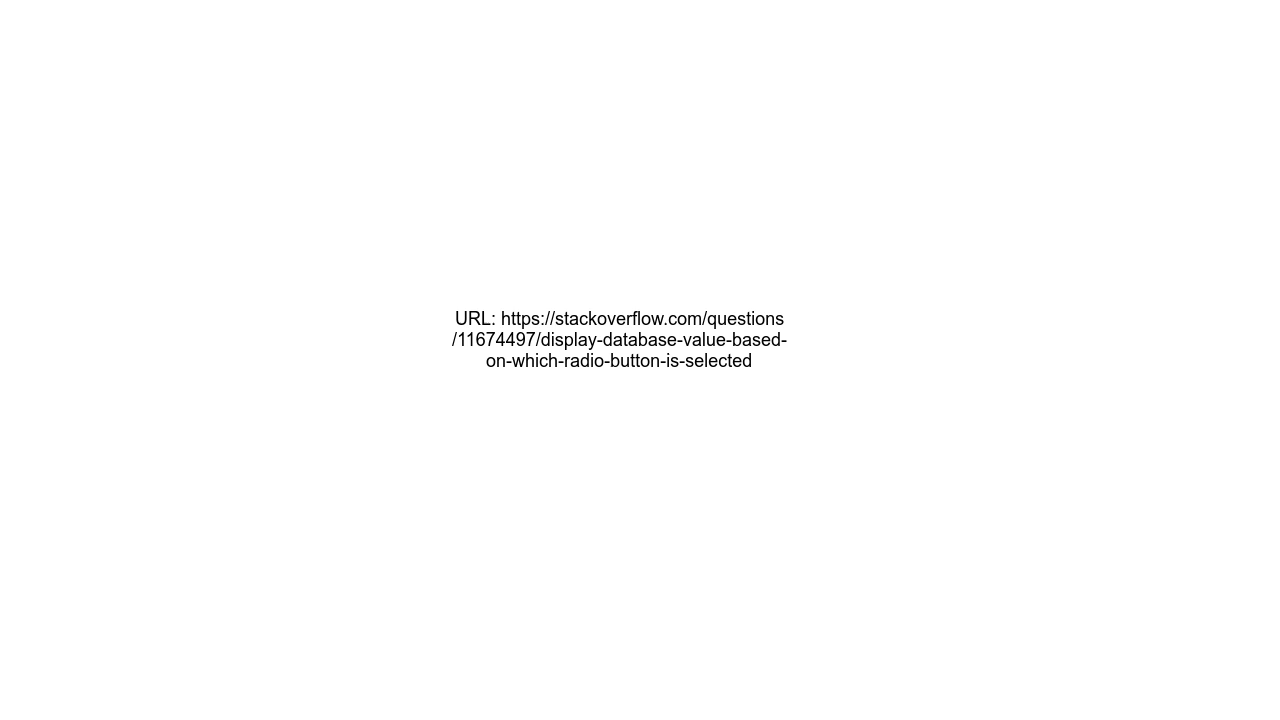 URL: https://stackoverflow.com/questions
/11674497/display-database-value-based-
on-which-radio-button-is-selected